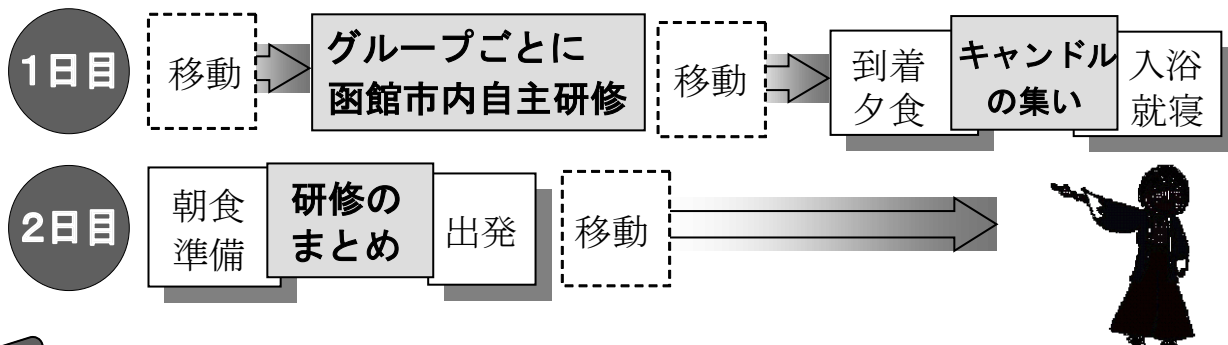 1日目
移動
グループごとに
函館市内自主研修
移動
到着
夕食
キャンドル
の集い
入浴
就寝
2日目
朝食
準備
研修の
まとめ
出発
移動